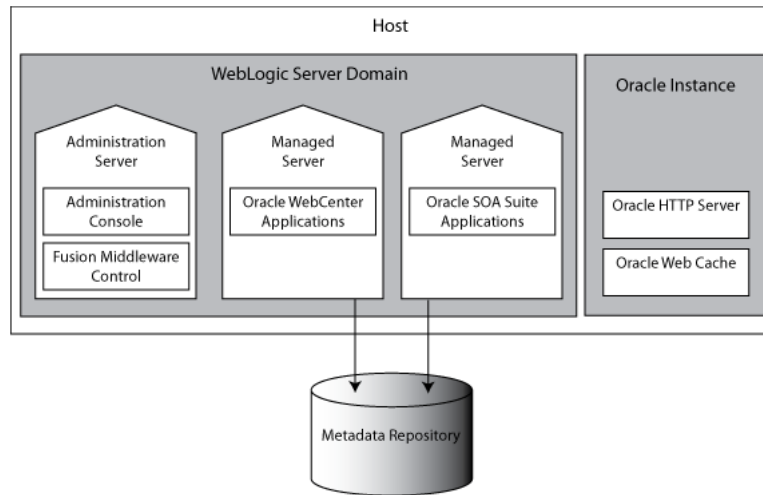 Host
WebLogic Server Domain
Administration
Server
Administration
Console
Fusion Middleware
Control
Managed
Server
Oracle WebCenter
Applications
Managed
Server
Oracle SOA Suite
Applications
Oracle Instance
Oracle HTTP Server
Oracle Web Cache
Metadata Repository